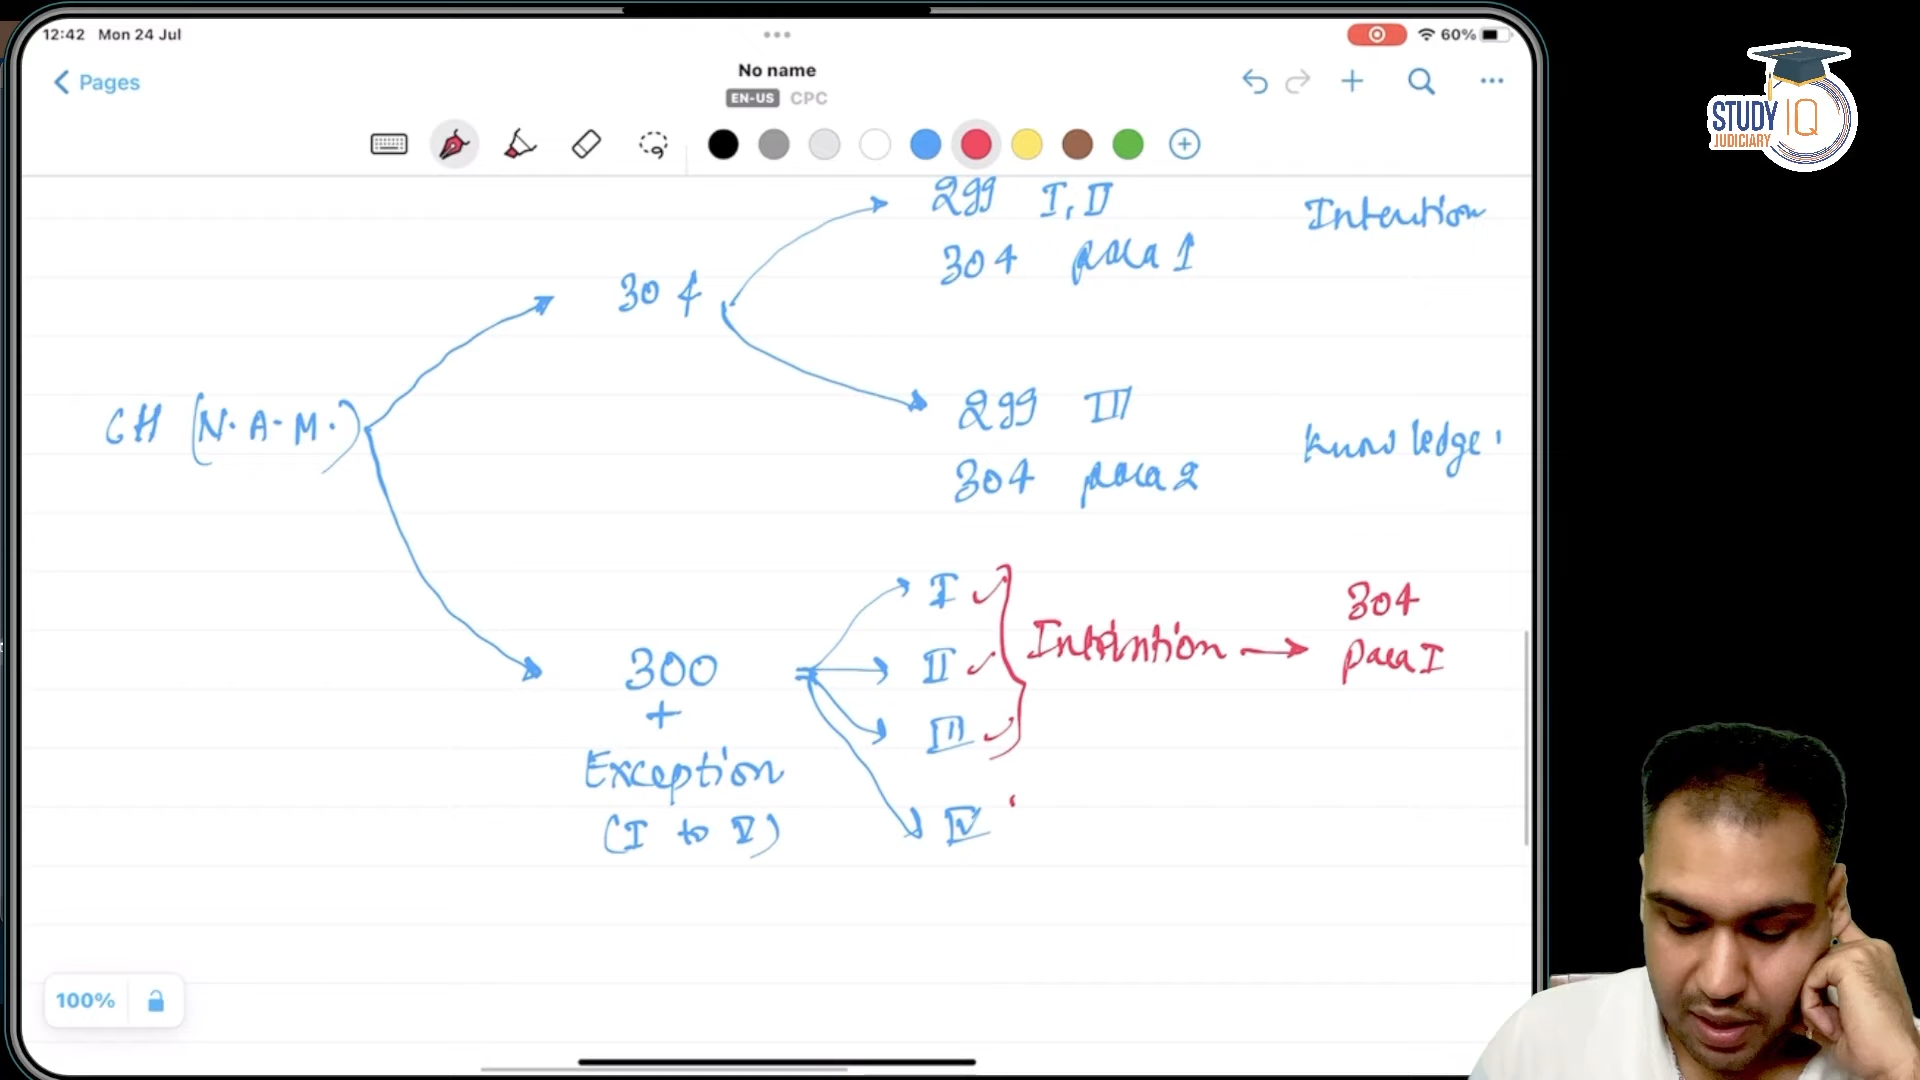 12:42 Mon 24 Jul
60%
Pages
No name
EN-US CPC
STUDY IQ
JUDICIARY
299 I, II
Intention
304 para 1
304
CH (N.A.M.)
299 III
Knowledge
304 para 2
I
II
III
IV
Intention → 304
Para I
300
+
Exception
(I to V)
100%